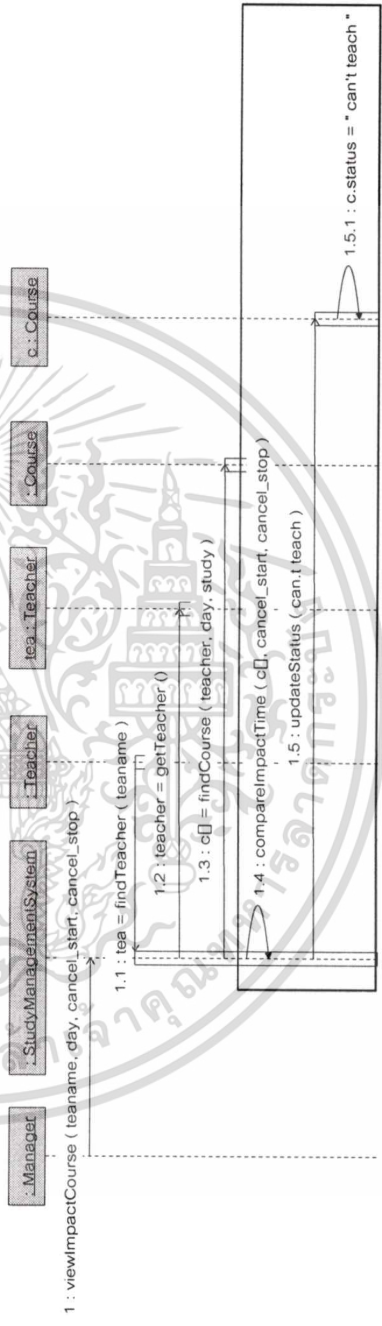 : Manager
: StudyManagementSystem
: Teacher
tea : Teacher
: Course
c : Course
1 : viewImpactCourse ( teaname, day, cancel_start, cancel_stop )
1.1 : tea = findTeacher ( teaname )
1.2 : teacher = getTeacher ()
1.3 : c[] = findCourse ( teacher, day, study )
1.4 : compareImpactTime ( c[], cancel_start, cancel_stop )
1.5 : updateStatus ( can,t teach )
1.5.1 : c.status = " can't teach "